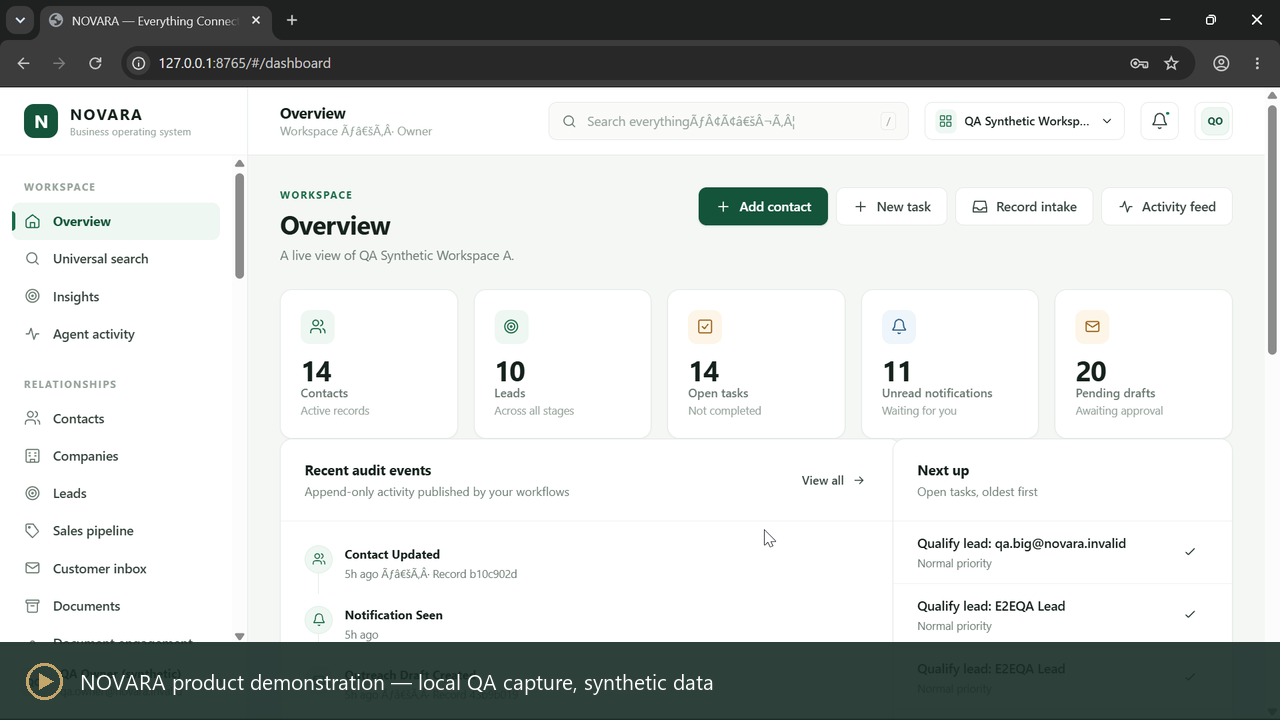 NOVARA — Everything Connec
127.0.0.1:8765/#/dashboard
N
NOVARA
Business operating system
Overview
Workspace Ãƒâ€šÃ‚Â· Owner
Search everythingÃƒÂ¢Ã¢â€šÂ¬Ã‚Â¦
/
QA Synthetic Worksp...
QO
WORKSPACE
Overview
Universal search
Insights
Agent activity
RELATIONSHIPS
Contacts
Companies
Leads
Sales pipeline
Customer inbox
Documents
WORKSPACE
Overview
A live view of QA Synthetic Workspace A.
Add contact
New task
Record intake
Activity feed
14
Contacts
Active records
10
Leads
Across all stages
14
Open tasks
Not completed
11
Unread notifications
Waiting for you
20
Pending drafts
Awaiting approval
Recent audit events
Append-only activity published by your workflows
View all
Contact Updated
5h ago Ãƒâ€šÃ‚Â· Record b10c902d
Notification Seen
5h ago
Next up
Open tasks, oldest first
Qualify lead: qa.big@novara.invalid
Normal priority
Qualify lead: E2EQA Lead
Normal priority
Qualify lead: E2EQA Lead
Normal priority
NOVARA product demonstration — local QA capture, synthetic data